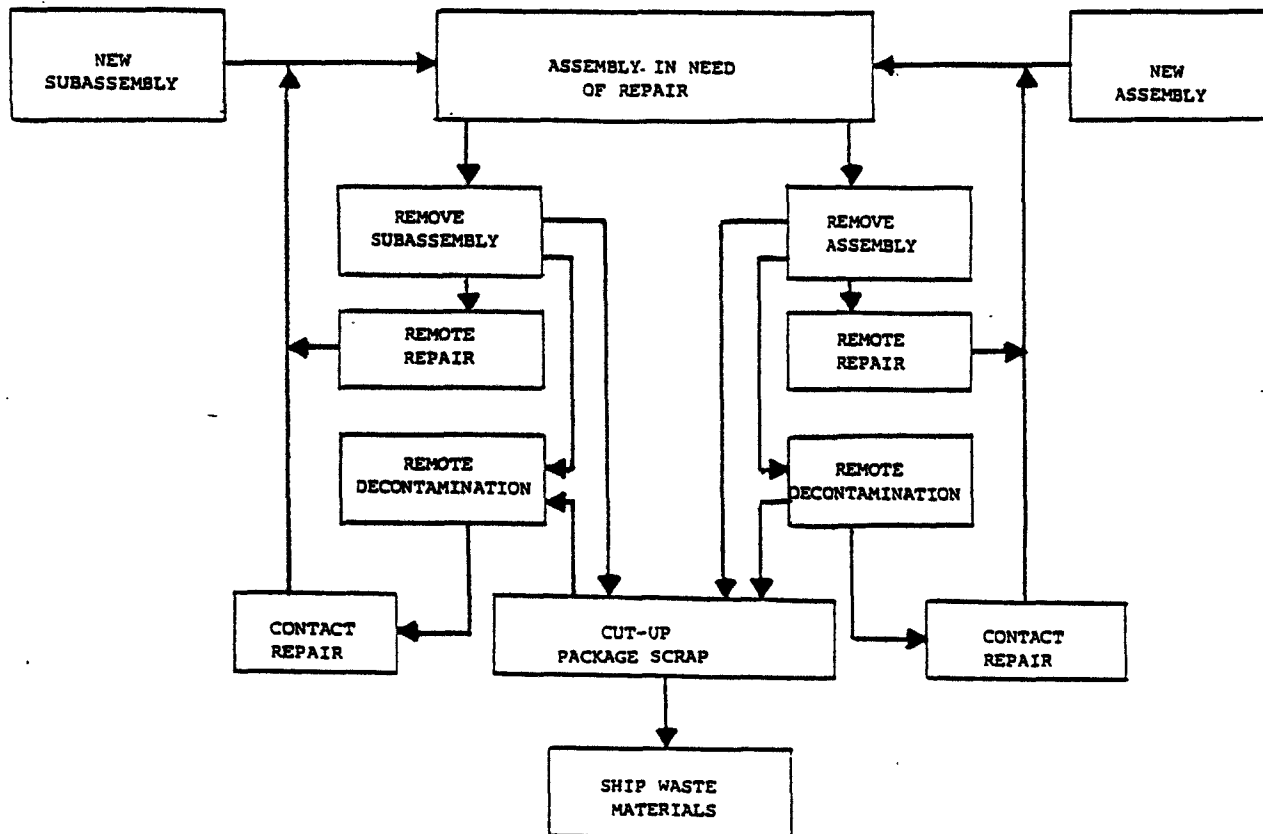 NEW
SUBASSEMBLY
ASSEMBLY. IN NEED
OF REPAIR
NEW
ASSEMBLY
REMOVE
SUBASSEMBLY
REMOVE
ASSEMBLY
REMOTE
REPAIR
REMOTE
REPAIR
REMOTE
DECONTAMINATION
REMOTE
DECONTAMINATION
CONTACT
REPAIR
CUT-UP
PACKAGE SCRAP
CONTACT
REPAIR
SHIP WASTE
MATERIALS